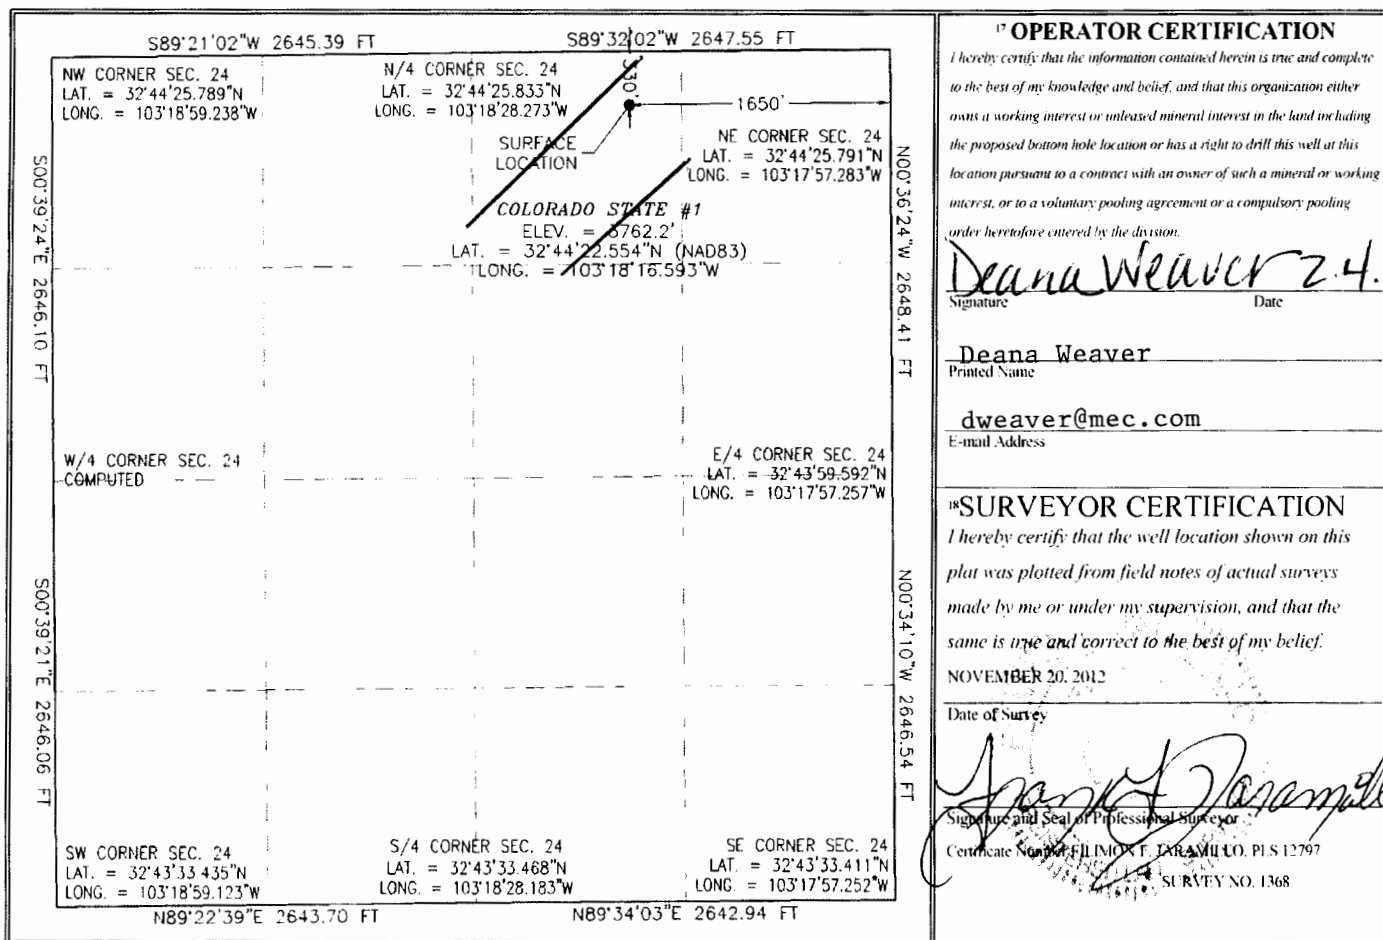 S89°21'02"W 2645.39 FT
S89°32'02"W 2647.55 FT
NW CORNER SEC. 24
LAT. = 32°44'25.789"N
LONG. = 103°18'59.238"W
N/4 CORNER SEC. 24
LAT. = 32°44'25.833"N
LONG. = 103°18'28.273"W
330'
1650'
SURFACE
LOCATION
NE CORNER SEC. 24
LAT. = 32°44'25.791"N
LONG. = 103°17'57.283"W
COLORADO STATE #1
ELEV. = 3762.2'
LAT. = 32°44'22.554"N (NAD83)
LONG. = 103°18'16.593"W
S00°39'24"E 2646.10 FT
N00°36'24"W 2648.41 FT
W/4 CORNER SEC. 24
COMPUTED
E/4 CORNER SEC. 24
LAT. = 32°43'59.592"N
LONG. = 103°17'57.257"W
S00°39'21"E 2646.06 FT
N00°34'10"W 2646.54 FT
SW CORNER SEC. 24
LAT. = 32°43'33.435"N
LONG. = 103°18'59.123"W
S/4 CORNER SEC. 24
LAT. = 32°43'33.468"N
LONG. = 103°18'28.183"W
SE CORNER SEC. 24
LAT. = 32°43'33.411"N
LONG. = 103°17'57.252"W
N89°22'39"E 2643.70 FT
N89°34'03"E 2642.94 FT
17 OPERATOR CERTIFICATION
I hereby certify that the information contained herein is true and complete
to the best of my knowledge and belief, and that this organization either
owns a working interest or unleased mineral interest in the land including
the proposed bottom hole location or has a right to drill this well at this
location pursuant to a contract with an owner of such a mineral or working
interest, or to a voluntary pooling agreement or a compulsory pooling
order heretofore entered by the division.
Deana Weaver 2.4.
Signature Date
Deana Weaver
Printed Name
dweaver@mec.com
E-mail Address
18 SURVEYOR CERTIFICATION
I hereby certify that the well location shown on this
plat was plotted from field notes of actual surveys
made by me or under my supervision, and that the
same is true and correct to the best of my belief.
NOVEMBER 20, 2012
Date of Survey
Signature and Seal of Professional Surveyor
Certificate Number FILIMON F. JARAMILLO, PLS 12797
SURVEY NO. 1368